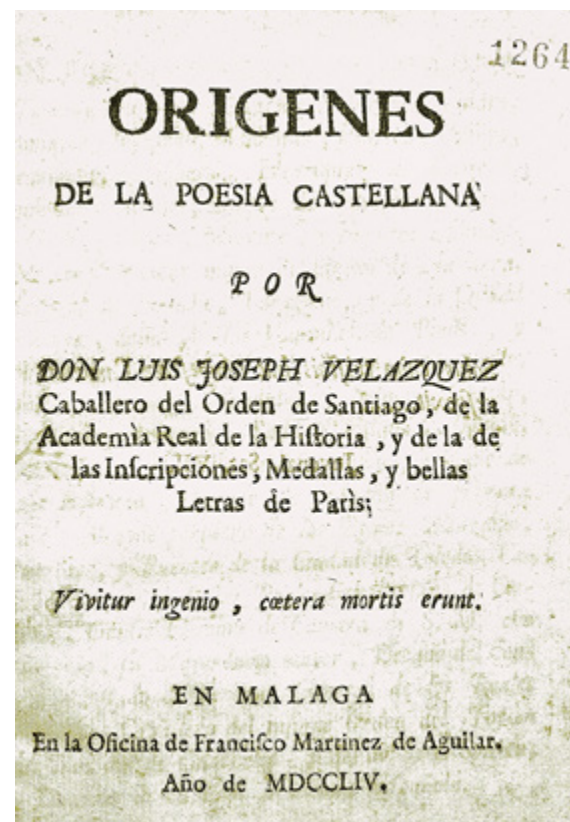 1264
ORIGENES
DE LA POESIA CASTELLANA
POR
DON LUIS JOSEPH VELAZQUEZ
Caballero del Orden de Santiago, de la
Academia Real de la Hiſtoria, y de la de
las Inſcripciones, Medallas, y bellas
Letras de Paris;
Vivitur ingenio, cœtera mortis erunt.
EN MALAGA
En la Oficina de Franciſco Martinez de Aguilar.
Año de MDCCLIV.